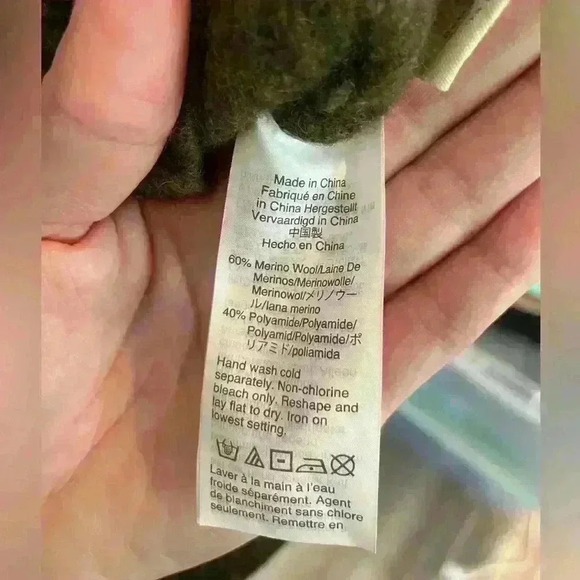 Made in China
Fabriqué en Chine
in China Hergestellt
Vervaardigd in China
中国製
Hecho en China
60% Merino Wool/Laine De
Merinos/Merinowolle/
Merinowol/メリノウー
ル/lana merino
40% Polyamide/Polyamide/
Polyamid/Polyamide/ポ
リアミド/poliamida
Hand wash cold
separately. Non-chlorine
bleach only. Reshape and
lay flat to dry. Iron on
lowest setting.
Laver à la main à l'eau
froide séparément. Agent
de blanchiment sans chlore
seulement. Remettre en